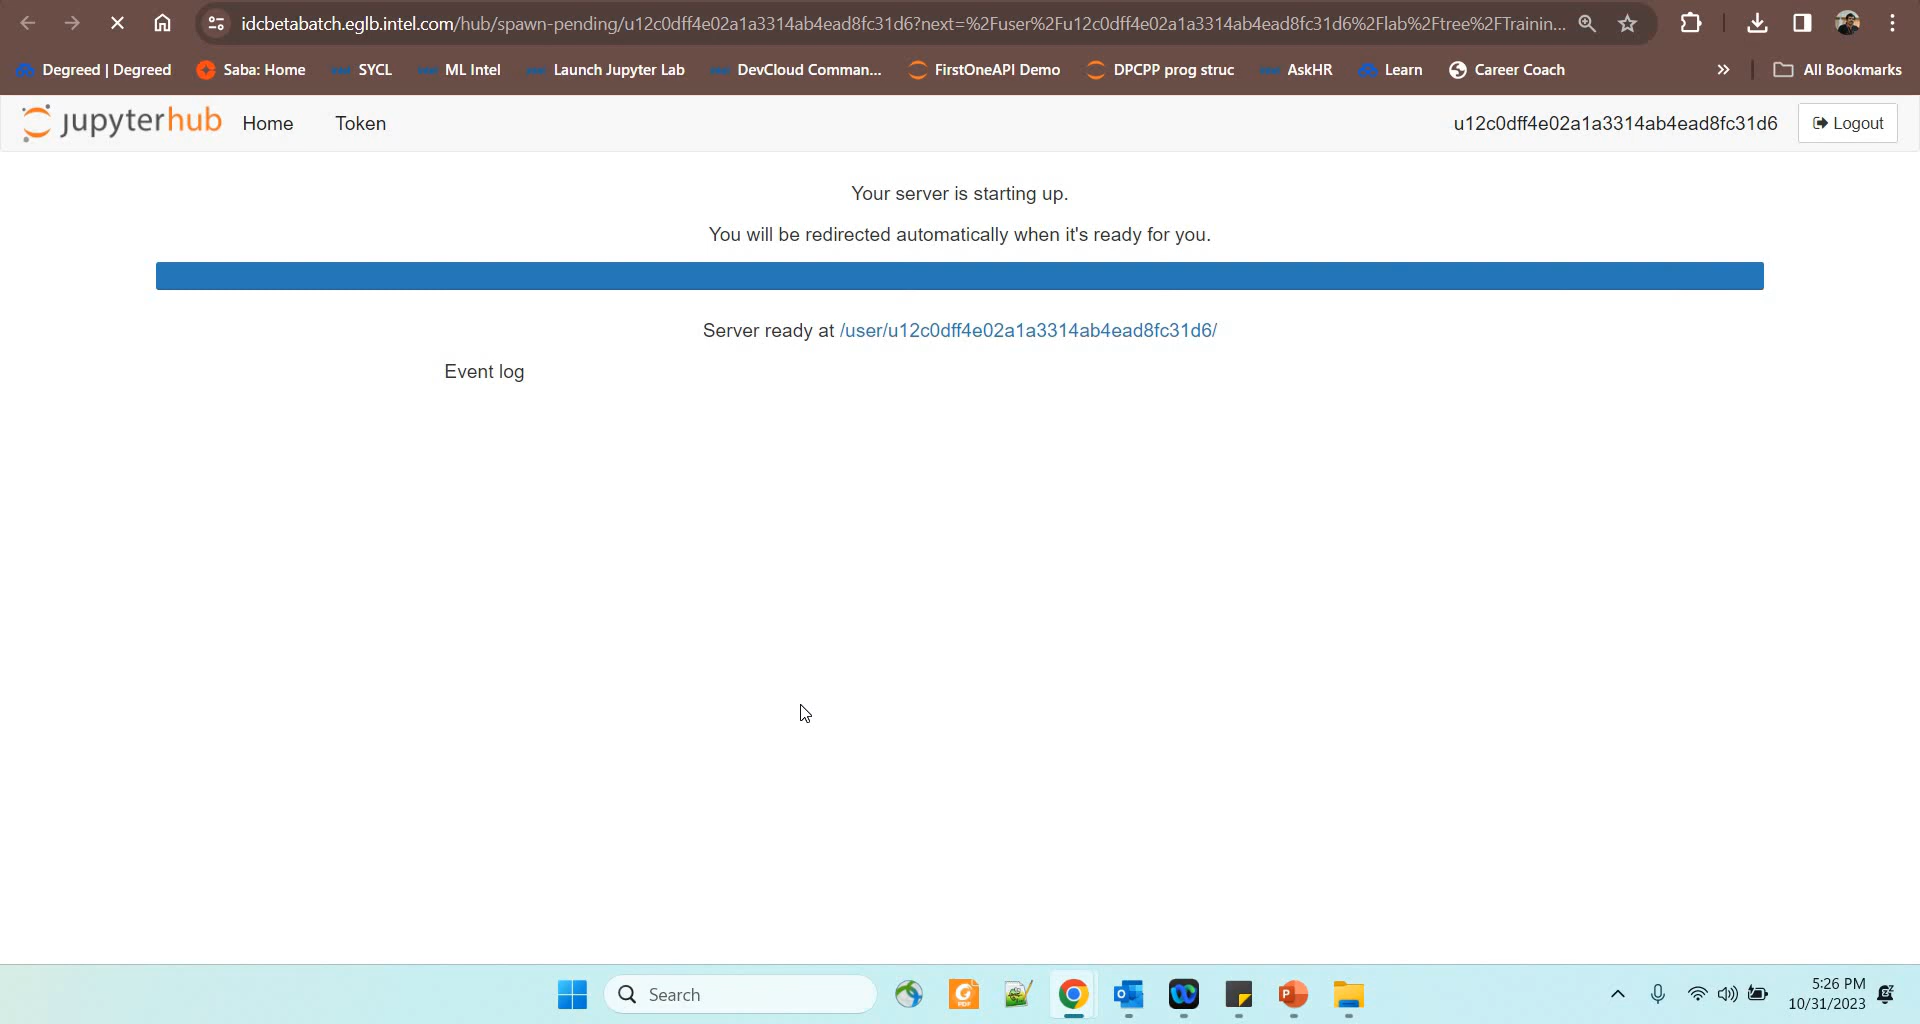 idcbetabatch.eglb.intel.com/hub/spawn-pending/u12c0dff4e02a1a3314ab4ead8fc31d6?next=%2Fuser%2Fu12c0dff4e02a1a3314ab4ead8fc31d6%2Flab%2Ftree%2FTrainin...
Degreed | Degreed Saba: Home SYCL ML Intel Launch Jupyter Lab DevCloud Comman... FirstOneAPI Demo DPCPP prog struc AskHR Learn Career Coach » All Bookmarks
jupyterhub Home Token u12c0dff4e02a1a3314ab4ead8fc31d6 Logout
Your server is starting up.
You will be redirected automatically when it's ready for you.
Server ready at /user/u12c0dff4e02a1a3314ab4ead8fc31d6/
Event log
Search
5:26 PM
10/31/2023